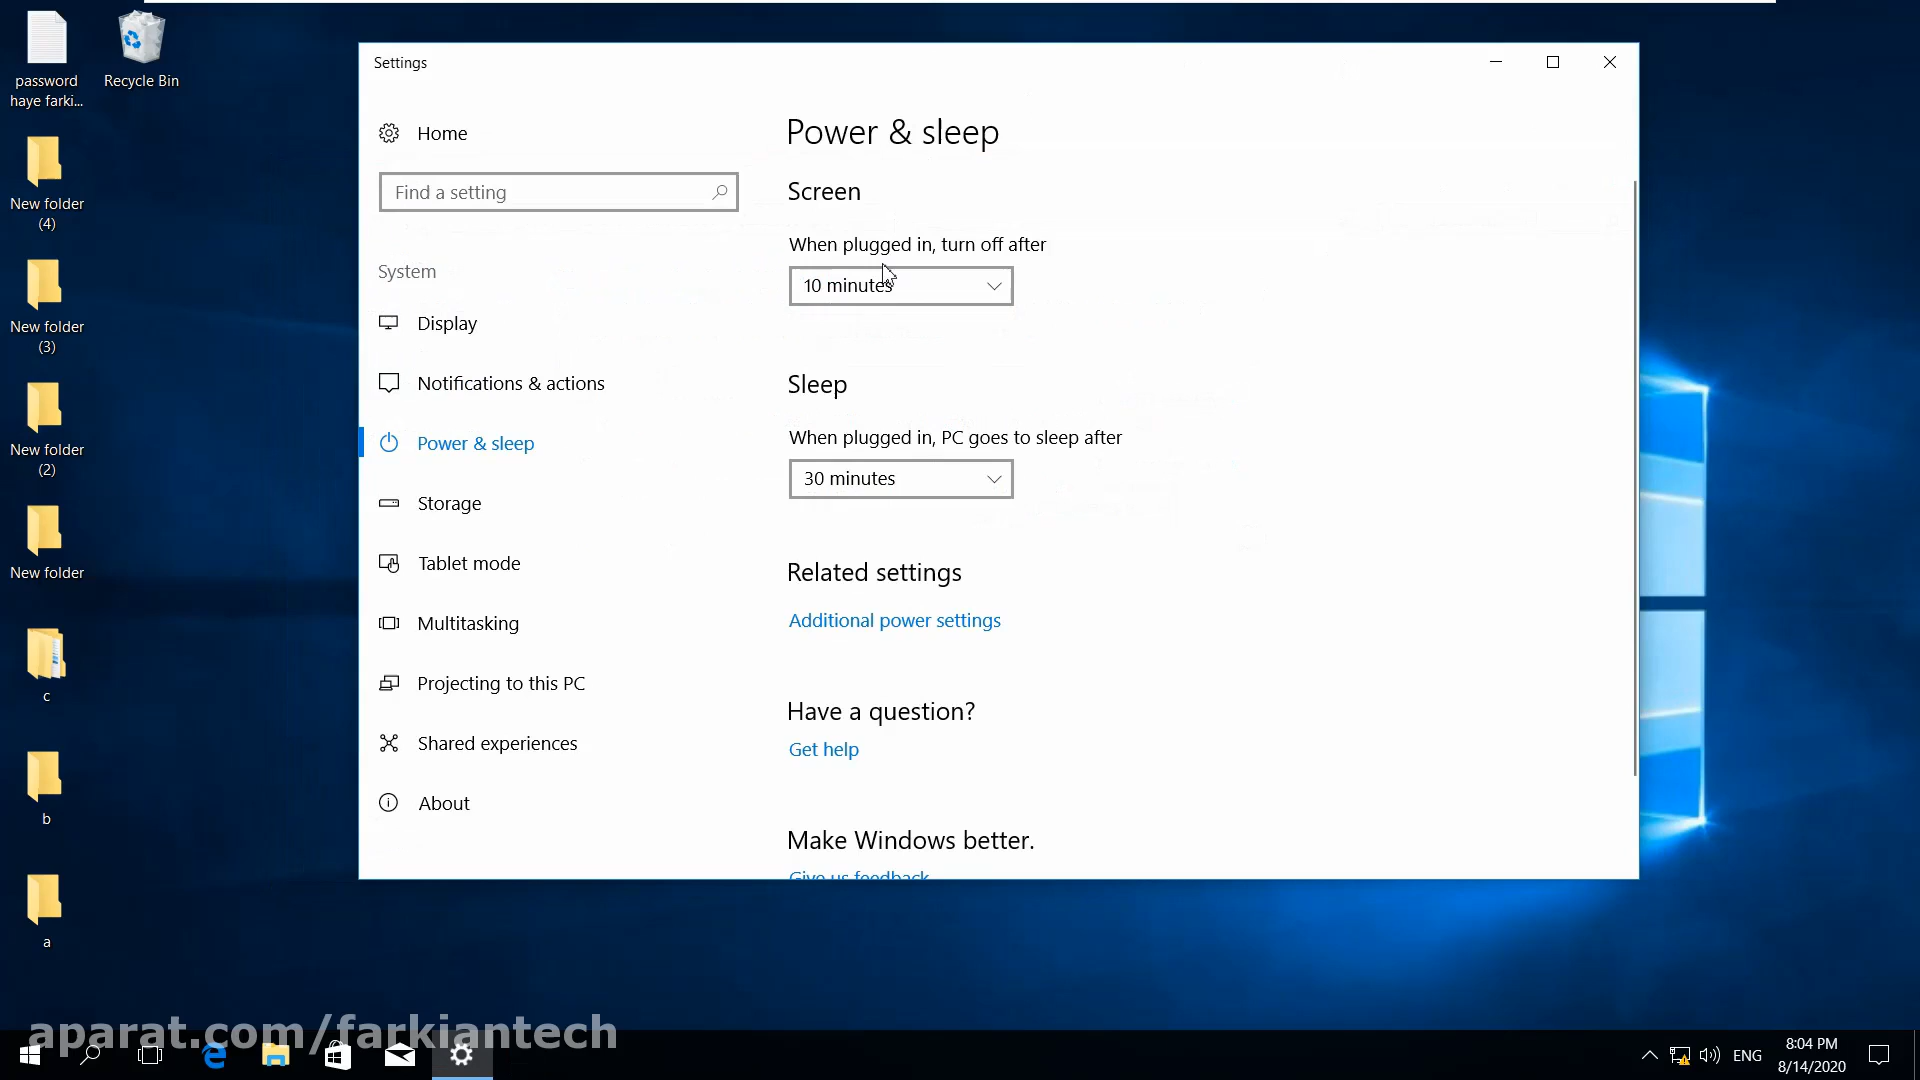 password
haye farki...
Recycle Bin
New folder
(4)
New folder
(3)
New folder
(2)
New folder
c
b
a
Settings
Home
Find a setting
System
Display
Notifications & actions
Power & sleep
Storage
Tablet mode
Multitasking
Projecting to this PC
Shared experiences
About
Power & sleep
Screen
When plugged in, turn off after
10 minutes
Sleep
When plugged in, PC goes to sleep after
30 minutes
Related settings
Additional power settings
Have a question?
Get help
Make Windows better.
Give us feedback
aparat.com/farkiantech
ENG
8:04 PM
8/14/2020